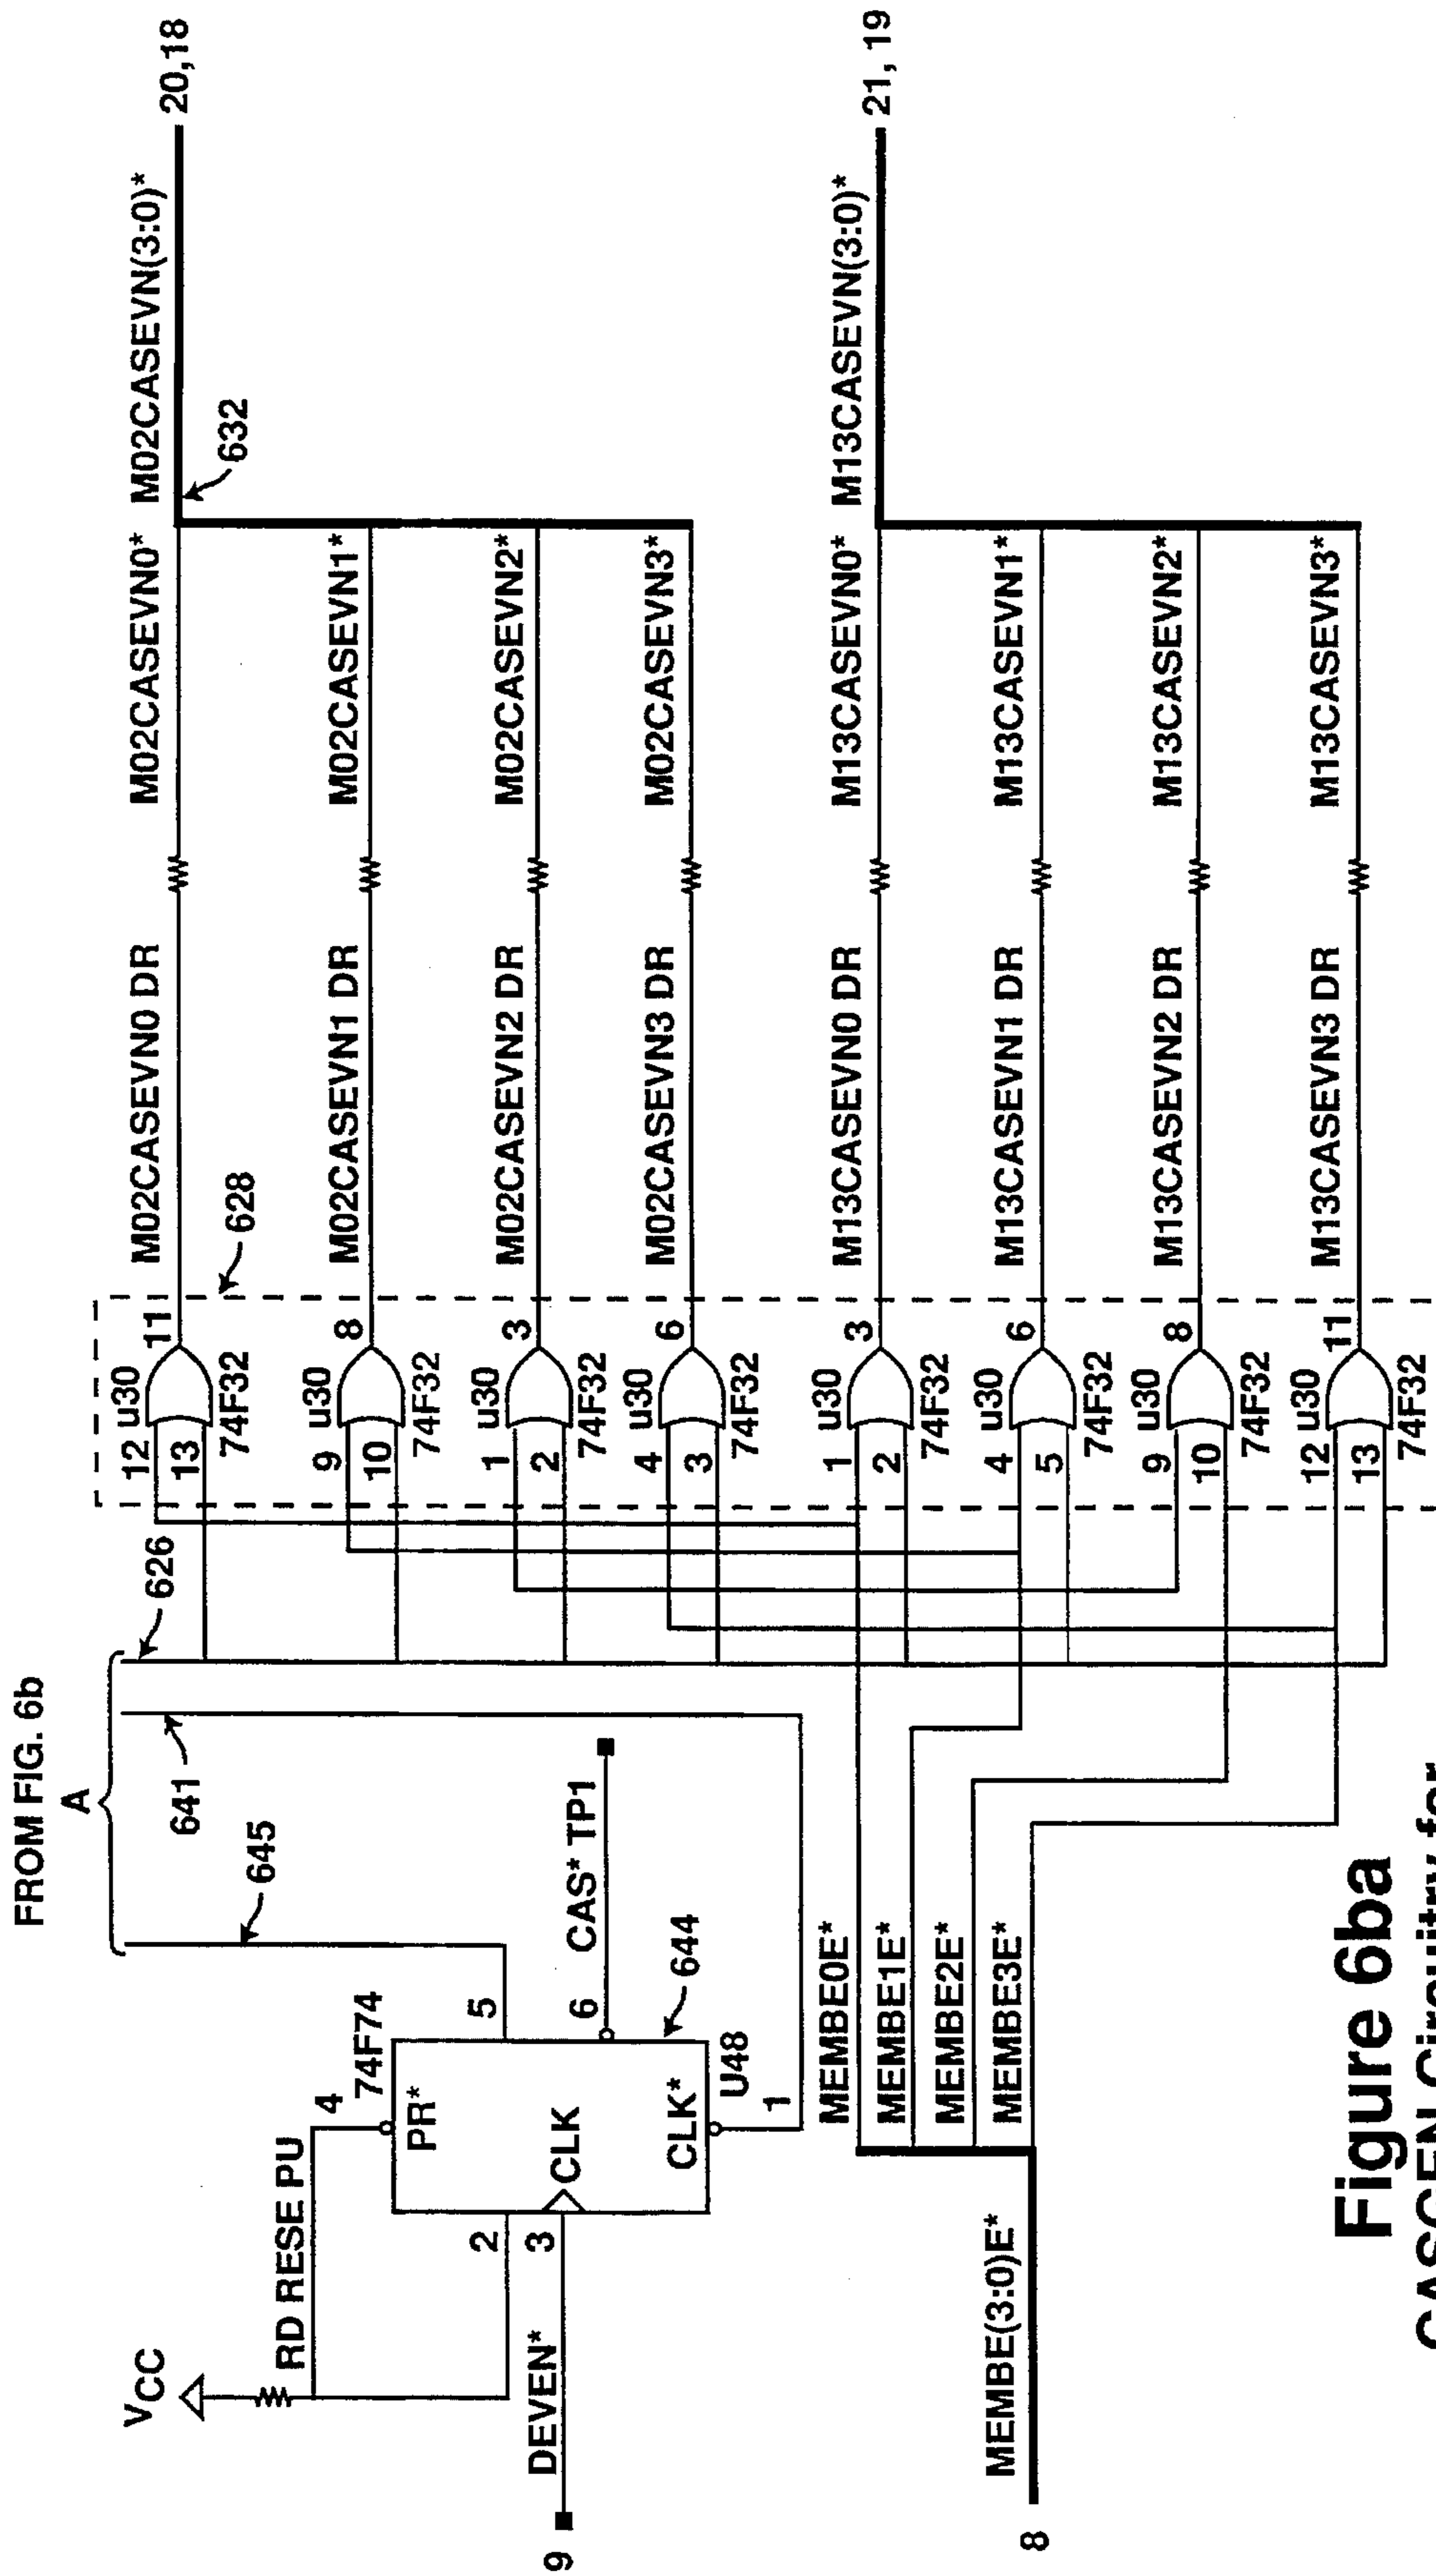 FROM FIG. 6b
A
645
641
626
VCC
RD RESE PU
4
74F74
PR*
2
5
DEVEN*
9
3
CLK
6
CAS* TP1
CLK*
644
U48
1
MEMBE(3:0)E*
8
MEMBE0E*
MEMBE1E*
MEMBE2E*
MEMBE3E*
628
12
13
u30
11
74F32
M02CASEVN0 DR
M02CASEVN0*
M02CASEVN(3:0)*
20,18
632
9
10
u30
8
74F32
M02CASEVN1 DR
M02CASEVN1*
1
2
u30
3
74F32
M02CASEVN2 DR
M02CASEVN2*
4
3
u30
6
74F32
M02CASEVN3 DR
M02CASEVN3*
1
2
u30
3
74F32
M13CASEVN0 DR
M13CASEVN0*
M13CASEVN(3:0)*
21, 19
4
5
u30
6
74F32
M13CASEVN1 DR
M13CASEVN1*
9
10
u30
8
74F32
M13CASEVN2 DR
M13CASEVN2*
12
13
u30
11
74F32
M13CASEVN3 DR
M13CASEVN3*
Figure 6ba
CASGEN Circuitry for